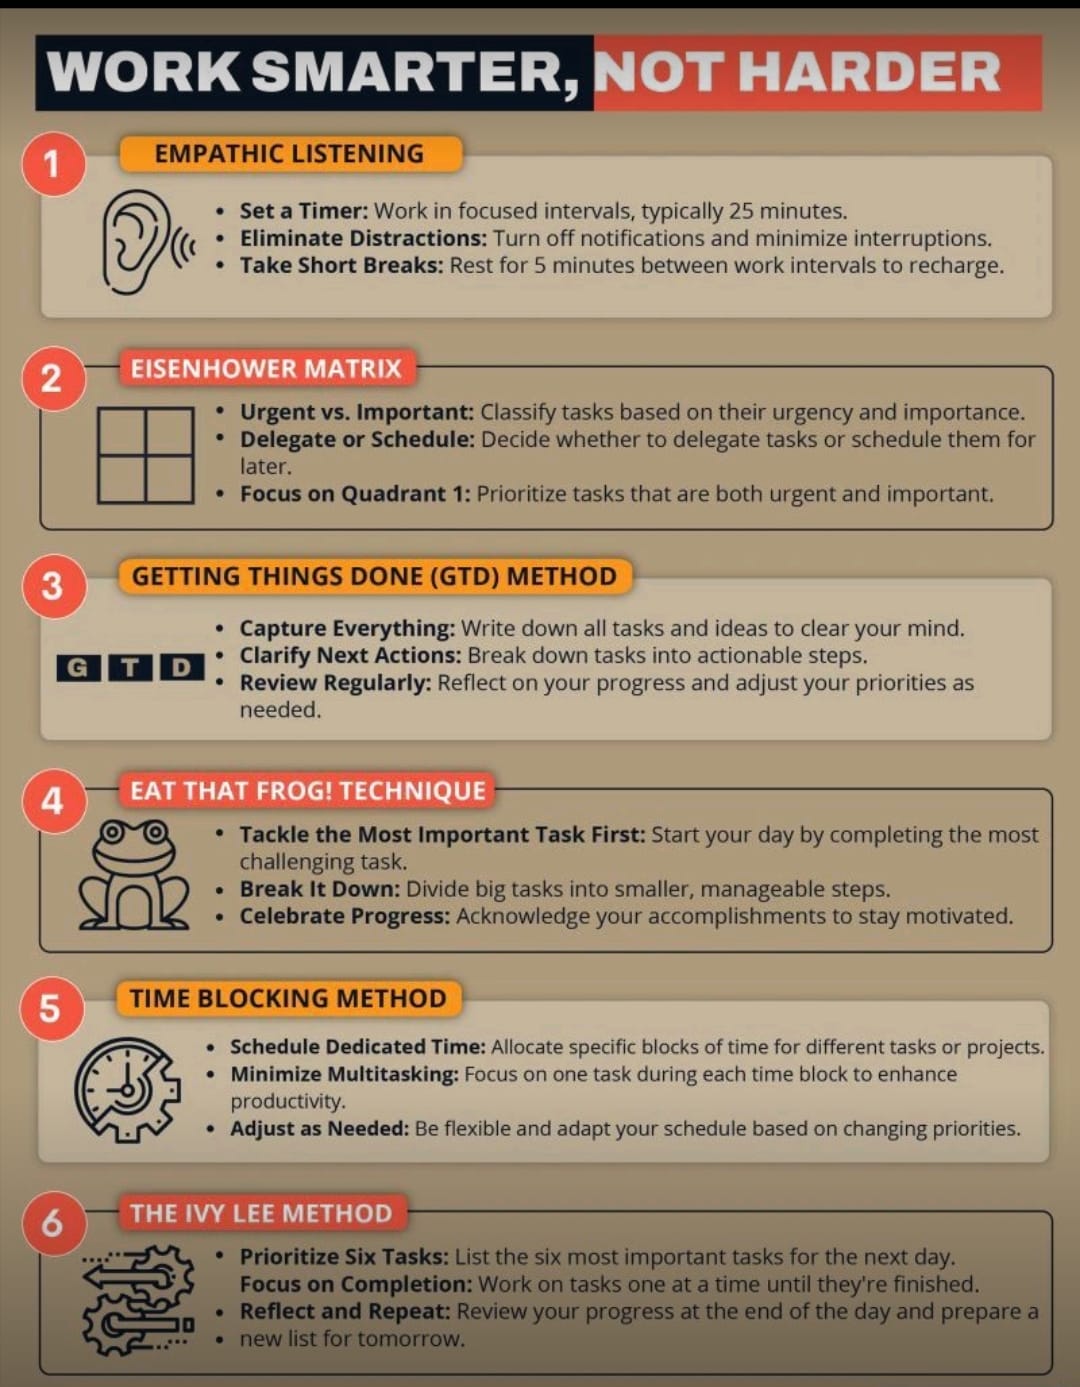 WORK SMARTER, NOT HARDER
1
EMPATHIC LISTENING
• Set a Timer: Work in focused intervals, typically 25 minutes.
• Eliminate Distractions: Turn off notifications and minimize interruptions.
• Take Short Breaks: Rest for 5 minutes between work intervals to recharge.
2
EISENHOWER MATRIX
• Urgent vs. Important: Classify tasks based on their urgency and importance.
• Delegate or Schedule: Decide whether to delegate tasks or schedule them for
later.
• Focus on Quadrant 1: Prioritize tasks that are both urgent and important.
3
GETTING THINGS DONE (GTD) METHOD
G T D
• Capture Everything: Write down all tasks and ideas to clear your mind.
• Clarify Next Actions: Break down tasks into actionable steps.
• Review Regularly: Reflect on your progress and adjust your priorities as
needed.
4
EAT THAT FROG! TECHNIQUE
• Tackle the Most Important Task First: Start your day by completing the most
challenging task.
• Break It Down: Divide big tasks into smaller, manageable steps.
• Celebrate Progress: Acknowledge your accomplishments to stay motivated.
5
TIME BLOCKING METHOD
• Schedule Dedicated Time: Allocate specific blocks of time for different tasks or projects.
• Minimize Multitasking: Focus on one task during each time block to enhance
productivity.
• Adjust as Needed: Be flexible and adapt your schedule based on changing priorities.
6
THE IVY LEE METHOD
• Prioritize Six Tasks: List the six most important tasks for the next day.
Focus on Completion: Work on tasks one at a time until they're finished.
• Reflect and Repeat: Review your progress at the end of the day and prepare a
• new list for tomorrow.